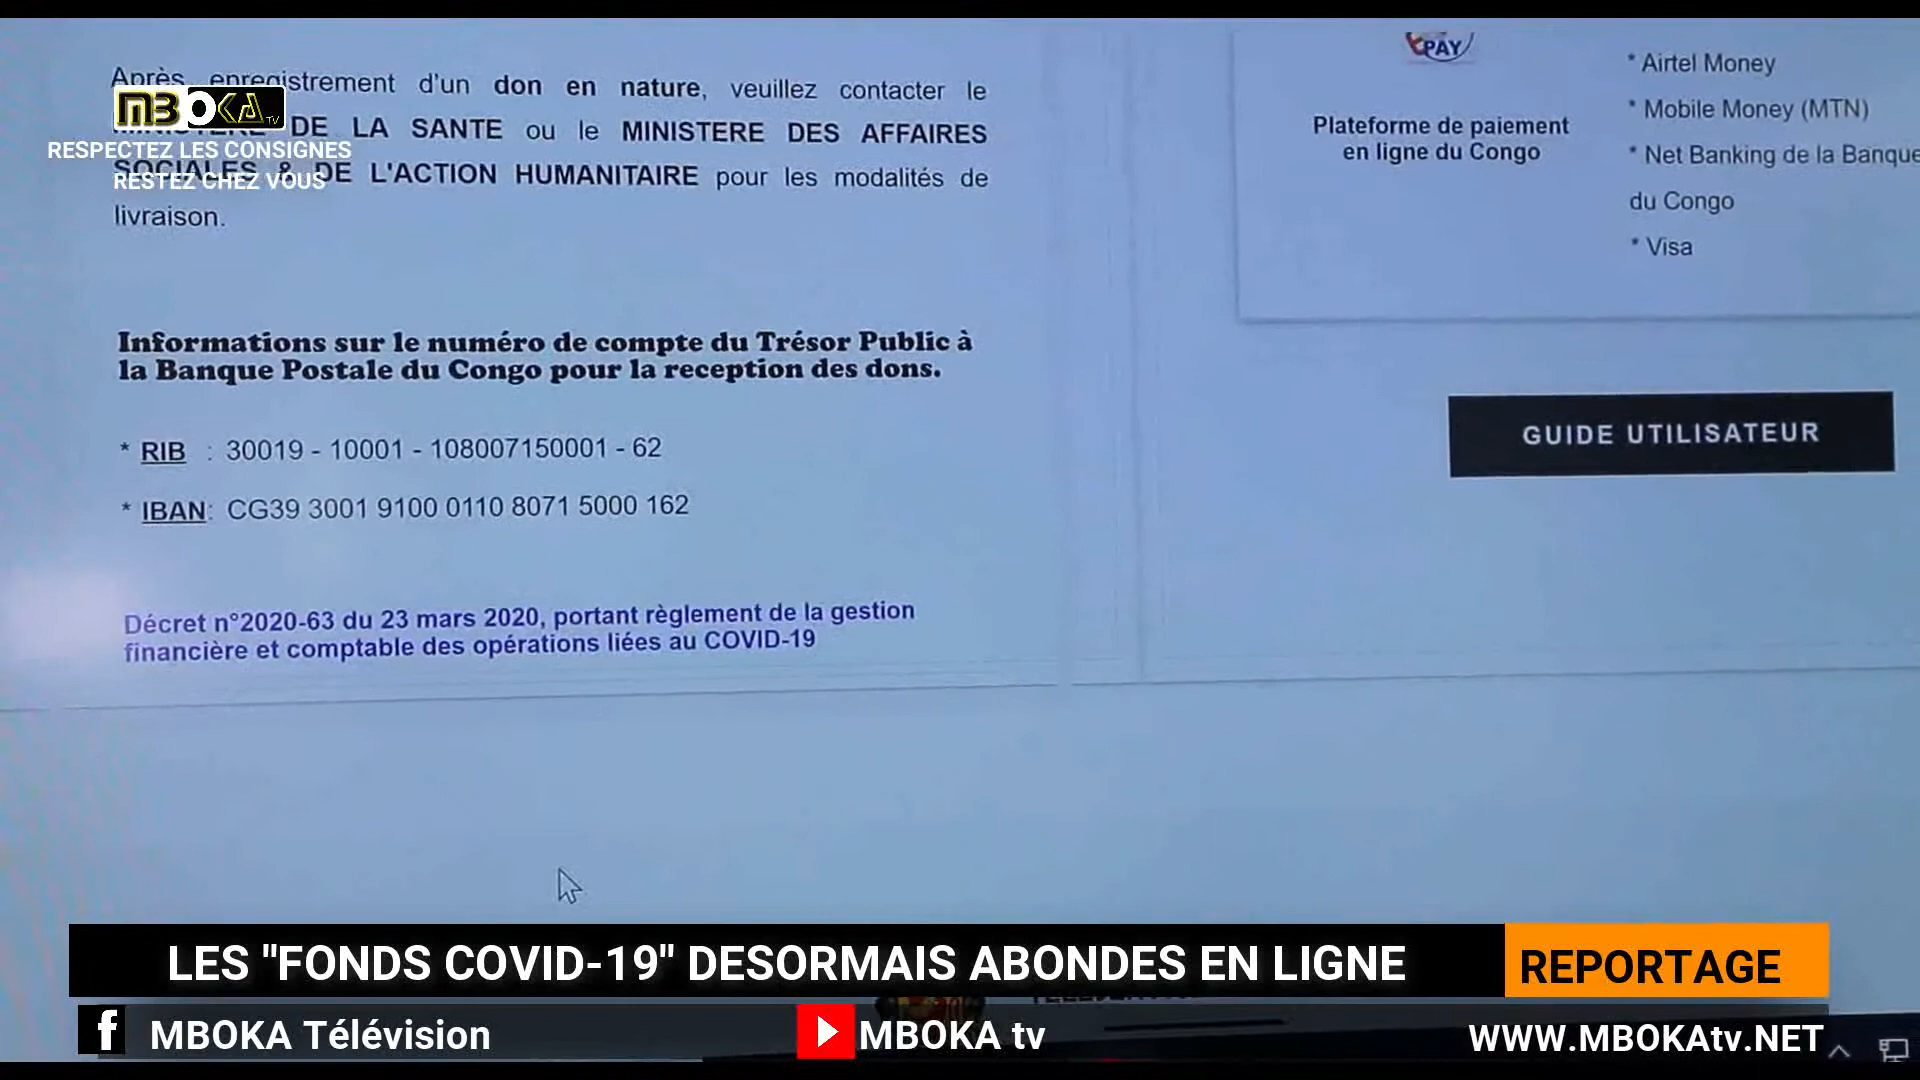 Après enregistrement d'un don en nature, veuillez contacter le
DE LA SANTE ou le MINISTERE DES AFFAIRES
SOCIALES & DE L'ACTION HUMANITAIRE pour les modalités de
livraison.
MBOKA TV
RESPECTEZ LES CONSIGNES
RESTEZ CHEZ VOUS
Informations sur le numéro de compte du Trésor Public à
la Banque Postale du Congo pour la reception des dons.
* RIB : 30019 - 10001 - 108007150001 - 62
* IBAN: CG39 3001 9100 0110 8071 5000 162
Décret n°2020-63 du 23 mars 2020, portant règlement de la gestion
financière et comptable des opérations liées au COVID-19
PAY
Plateforme de paiement
en ligne du Congo
* Airtel Money
* Mobile Money (MTN)
* Net Banking de la Banque
du Congo
* Visa
GUIDE UTILISATEUR
LES "FONDS COVID-19" DESORMAIS ABONDES EN LIGNE
REPORTAGE
f MBOKA Télévision
MBOKA tv
WWW.MBOKAtv.NET